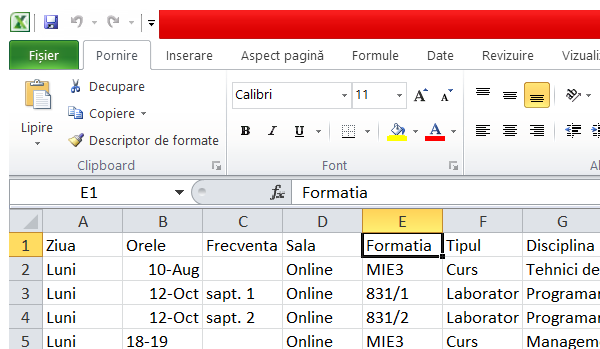 Fișier Pornire Inserare Aspect pagină Formule Date Revizuire Vizuali
Lipire
Decupare
Copiere
Descriptor de formate
Clipboard
Calibri 11 A A
B I U A
Font
Al
E1 fx Formatia
A B C D E F G
1 Ziua Orele Frecventa Sala Formatia Tipul Disciplina
2 Luni 10-Aug Online MIE3 Curs Tehnici de
3 Luni 12-Oct sapt. 1 Online 831/1 Laborator Programar
4 Luni 12-Oct sapt. 2 Online 831/2 Laborator Programar
5 Luni 18-19 Online MIE3 Curs Managem